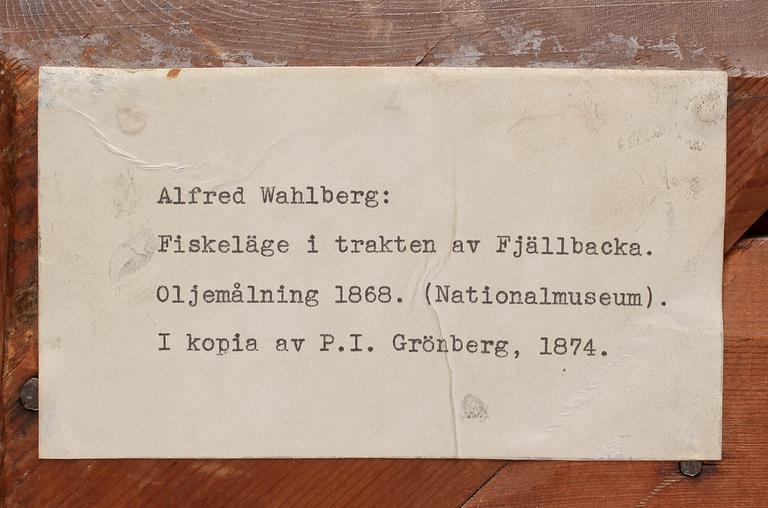 Alfred Wahlberg:
Fiskeläge i trakten av Fjällbacka.
Oljemålning 1868. (Nationalmuseum).
I kopia av P.I. Grönberg, 1874.